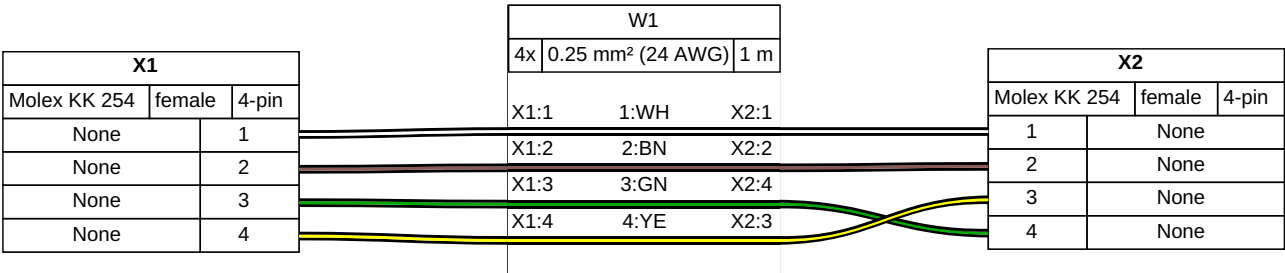 W1
4x 0.25 mm² (24 AWG) 1 m
X1
Molex KK 254 female 4-pin
None 1
None 2
None 3
None 4
X1:1 1:WH X2:1
X1:2 2:BN X2:2
X1:3 3:GN X2:4
X1:4 4:YE X2:3
X2
Molex KK 254 female 4-pin
1 None
2 None
3 None
4 None